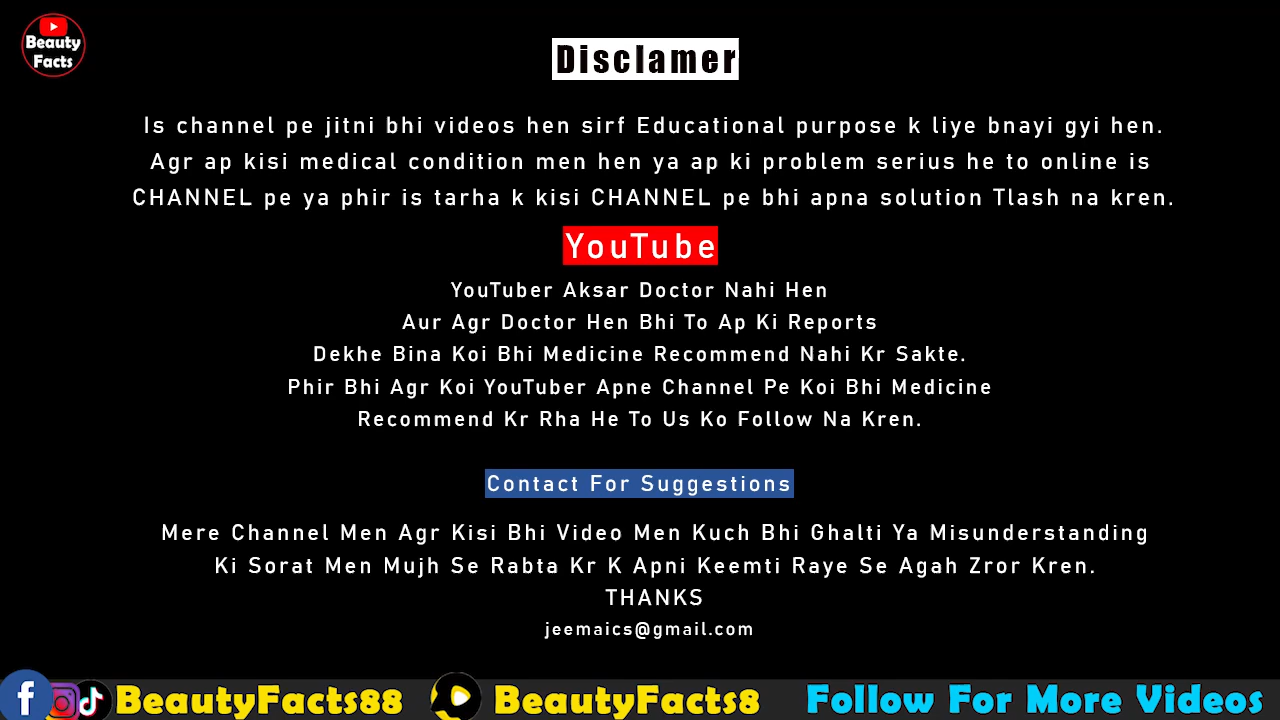 Beauty
Facts
Disclamer
Is channel pe jitni bhi videos hen sirf Educational purpose k liye bnayi gyi hen.
Agr ap kisi medical condition men hen ya ap ki problem serius he to online is
CHANNEL pe ya phir is tarha k kisi CHANNEL pe bhi apna solution Tlash na kren.
YouTube
YouTuber Aksar Doctor Nahi Hen
Aur Agr Doctor Hen Bhi To Ap Ki Reports
Dekhe Bina Koi Bhi Medicine Recommend Nahi Kr Sakte.
Phir Bhi Agr Koi YouTuber Apne Channel Pe Koi Bhi Medicine
Recommend Kr Rha He To Us Ko Follow Na Kren.
Contact For Suggestions
Mere Channel Men Agr Kisi Bhi Video Men Kuch Bhi Ghalti Ya Misunderstanding
Ki Sorat Men Mujh Se Rabta Kr K Apni Keemti Raye Se Agah Zror Kren.
THANKS
jeemaics@gmail.com
BeautyFacts88 BeautyFacts8 Follow For More Videos